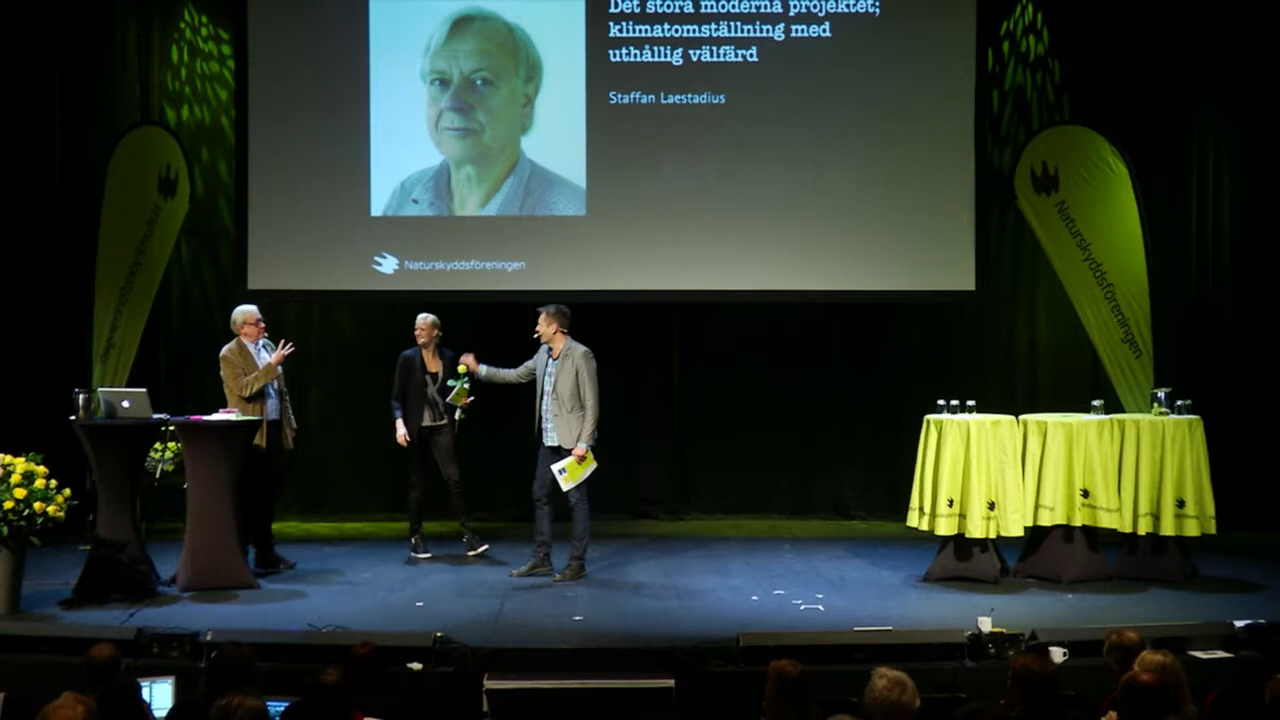 Det stora moderna projektet;
klimatomställning med
uthållig välfärd
Staffan Laestadius
Naturskyddsföreningen
Naturskyddsföreningen